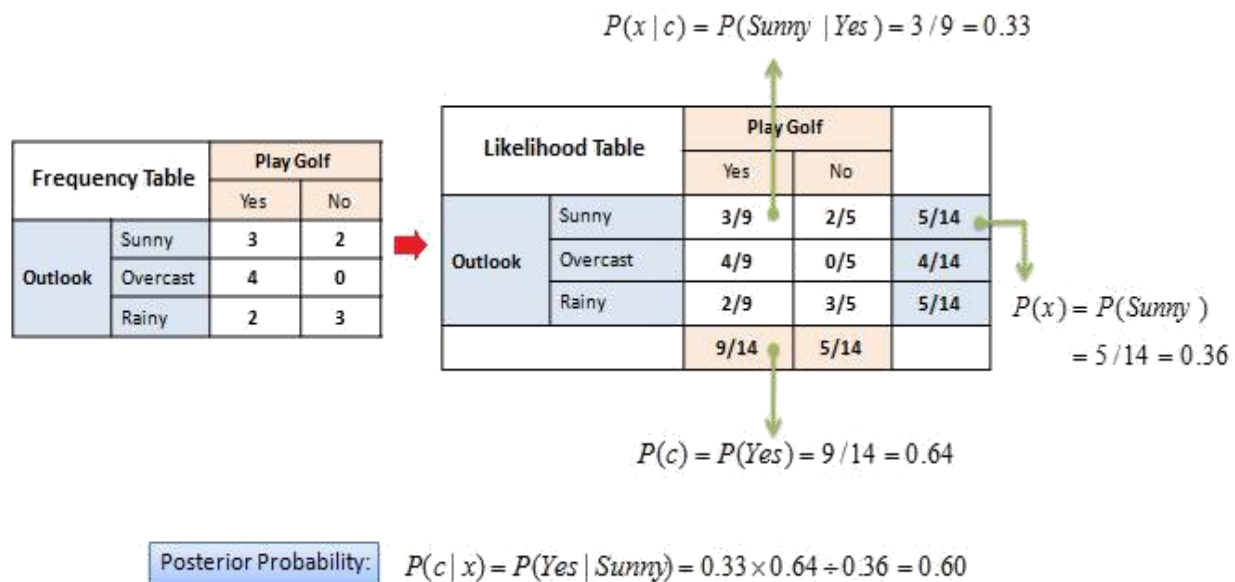 P(x | c) = P(Sunny | Yes) = 3 / 9 = 0.33
Frequency Table
Play Golf
Yes No
Outlook
Sunny 3 2
Overcast 4 0
Rainy 2 3
Likelihood Table
Play Golf
Yes No
Outlook
Sunny 3/9 2/5 5/14
Overcast 4/9 0/5 4/14
Rainy 2/9 3/5 5/14
9/14 5/14
P(x) = P(Sunny)
= 5 / 14 = 0.36
P(c) = P(Yes) = 9 / 14 = 0.64
Posterior Probability: P(c | x) = P(Yes | Sunny) = 0.33 × 0.64 ÷ 0.36 = 0.60